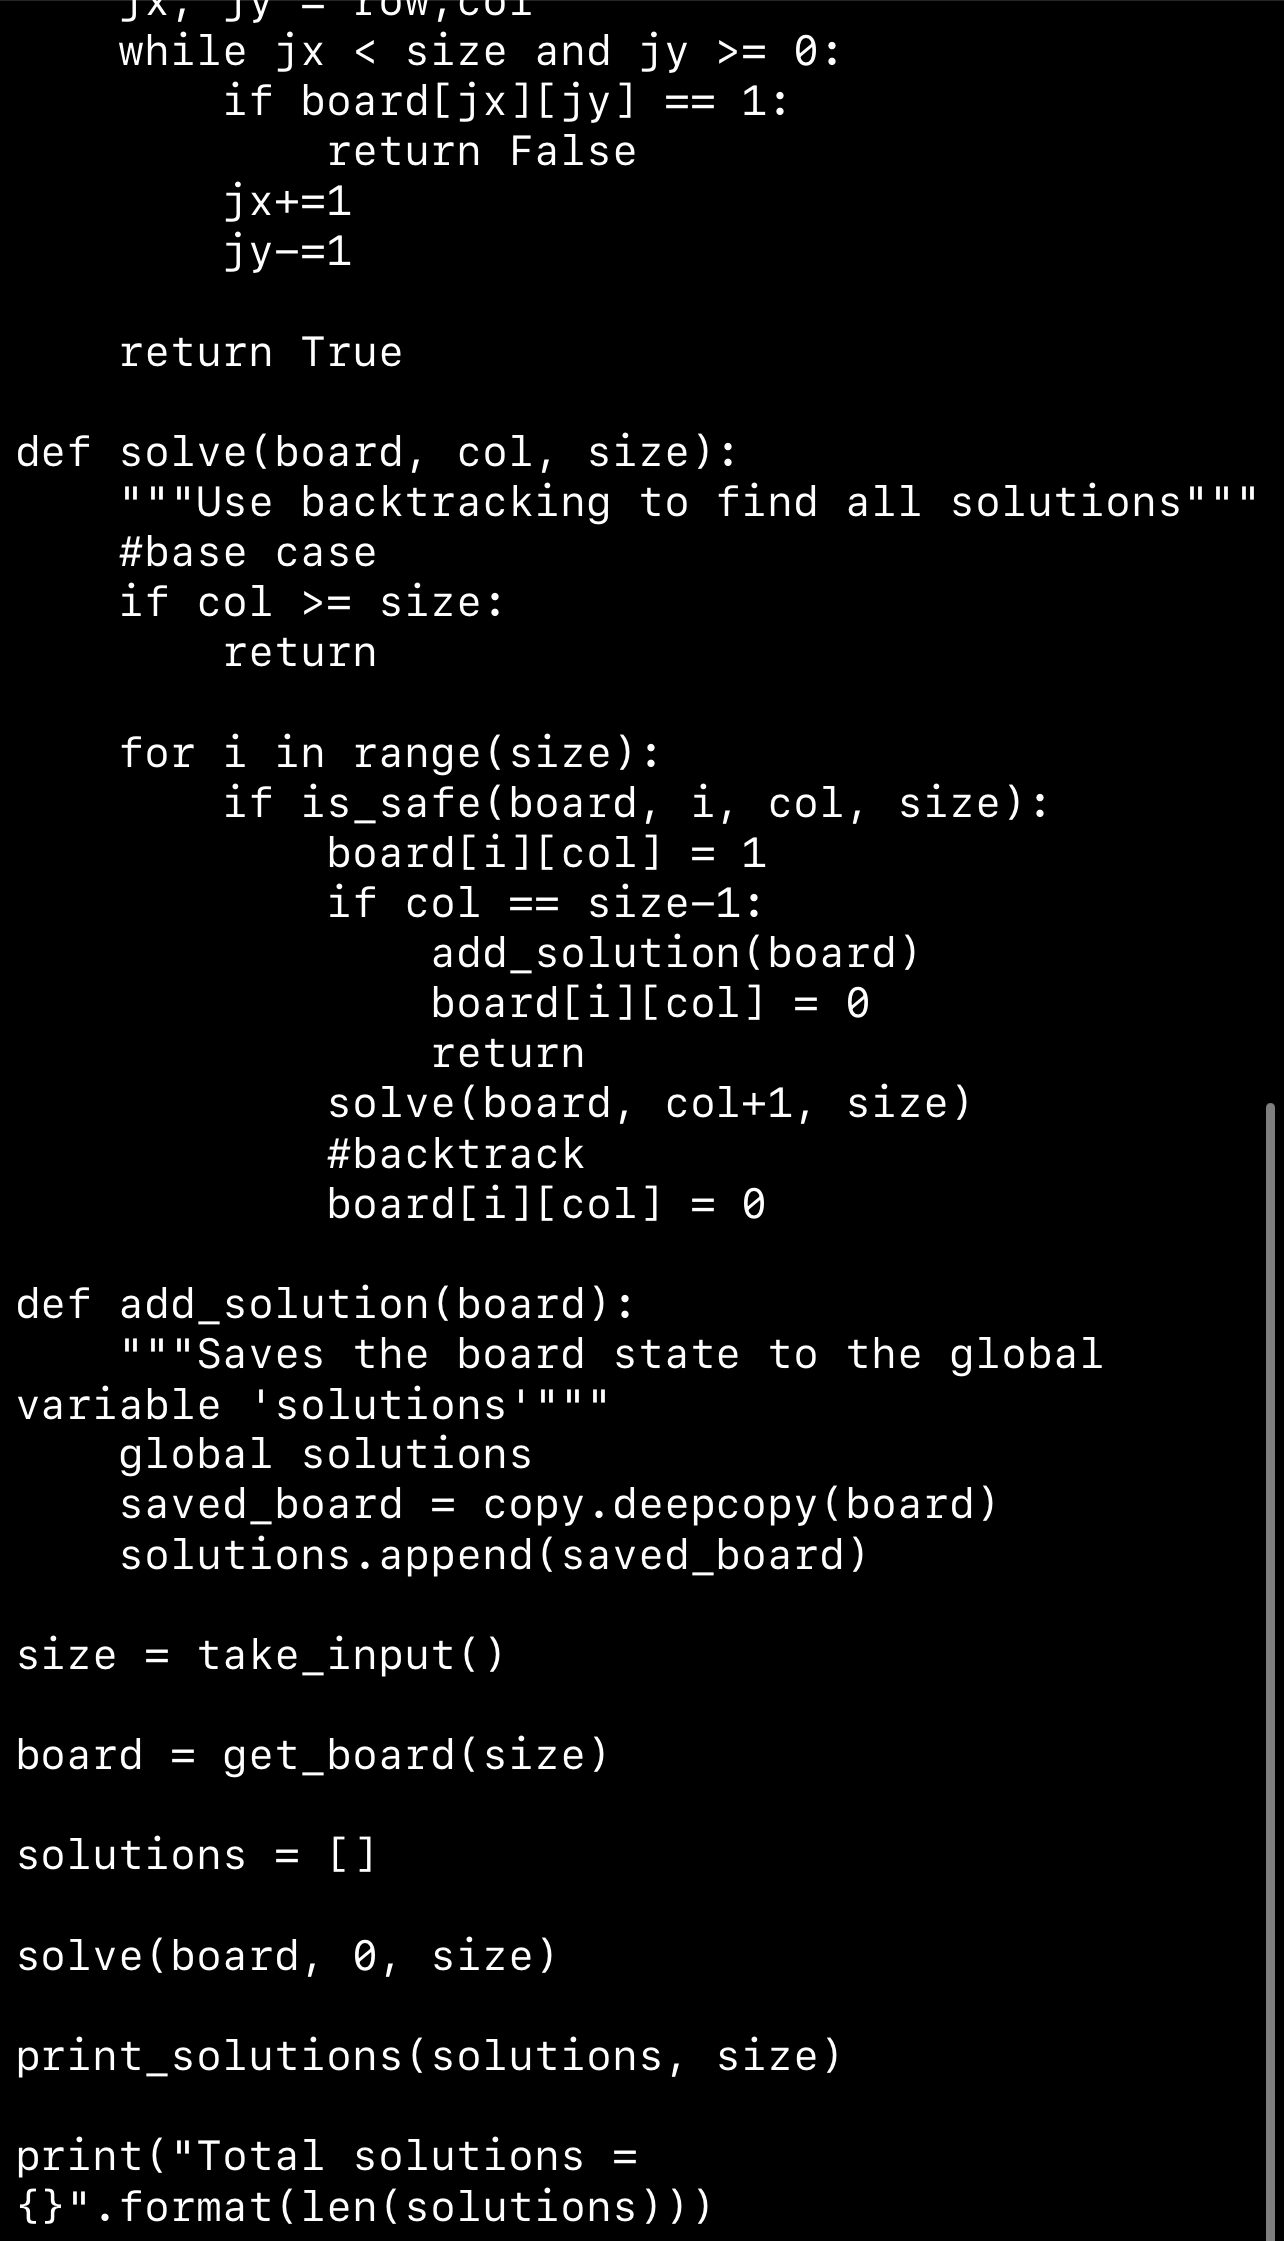 jx, jy = row,col
    while jx < size and jy >= 0:
        if board[jx][jy] == 1:
            return False
        jx+=1
        jy-=1

    return True

def solve(board, col, size):
    """Use backtracking to find all solutions"""
    #base case
    if col >= size:
        return

    for i in range(size):
        if is_safe(board, i, col, size):
            board[i][col] = 1
            if col == size-1:
                add_solution(board)
                board[i][col] = 0
                return
            solve(board, col+1, size)
            #backtrack
            board[i][col] = 0

def add_solution(board):
    """Saves the board state to the global
variable 'solutions'"""
    global solutions
    saved_board = copy.deepcopy(board)
    solutions.append(saved_board)

size = take_input()

board = get_board(size)

solutions = []

solve(board, 0, size)

print_solutions(solutions, size)

print("Total solutions =
{}".format(len(solutions)))